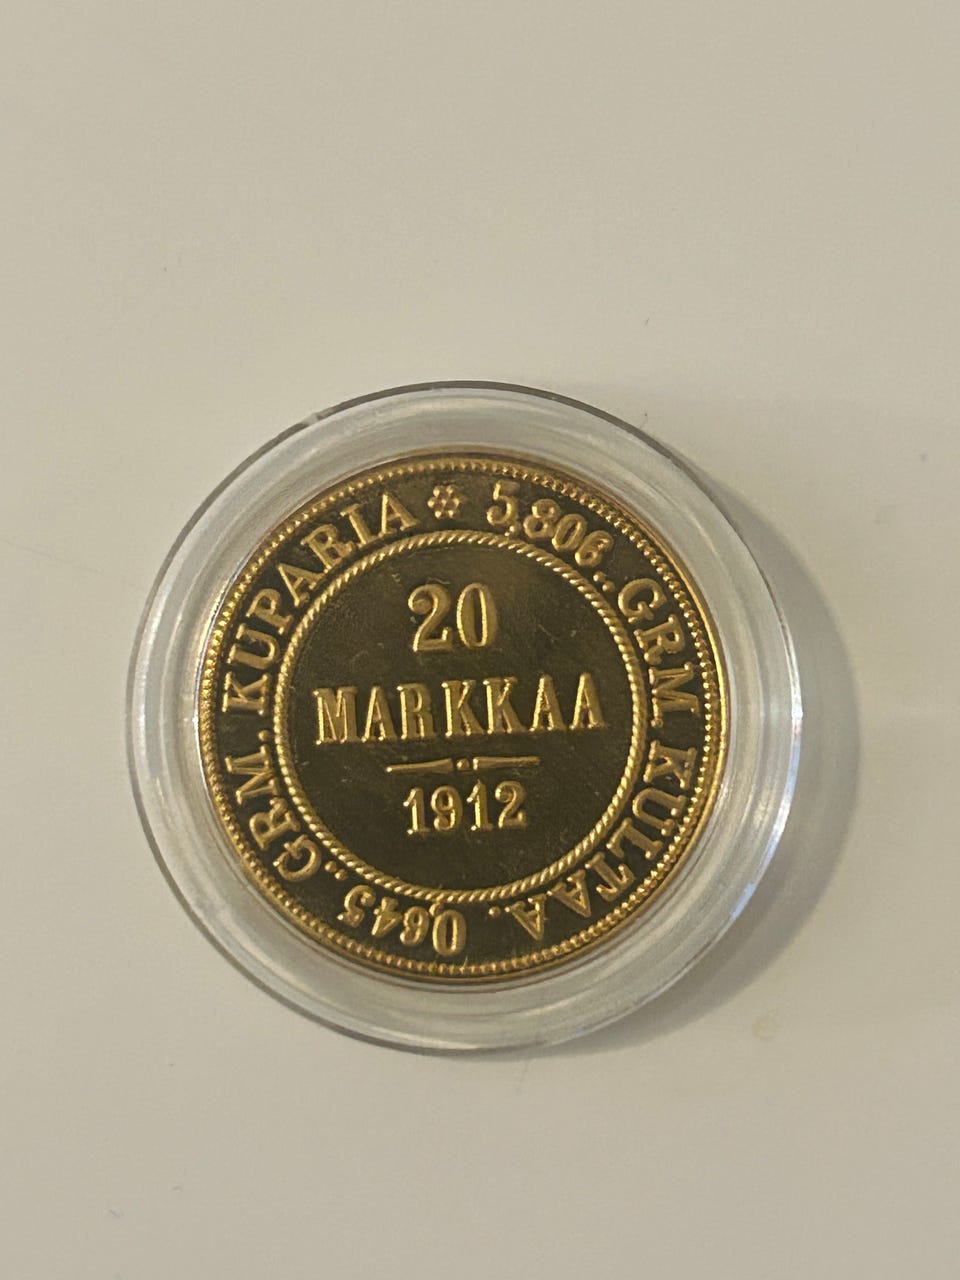 5,806..GRM. KULTAA.
0,645..GRM. KUPARIA
20
MARKKAA
1912